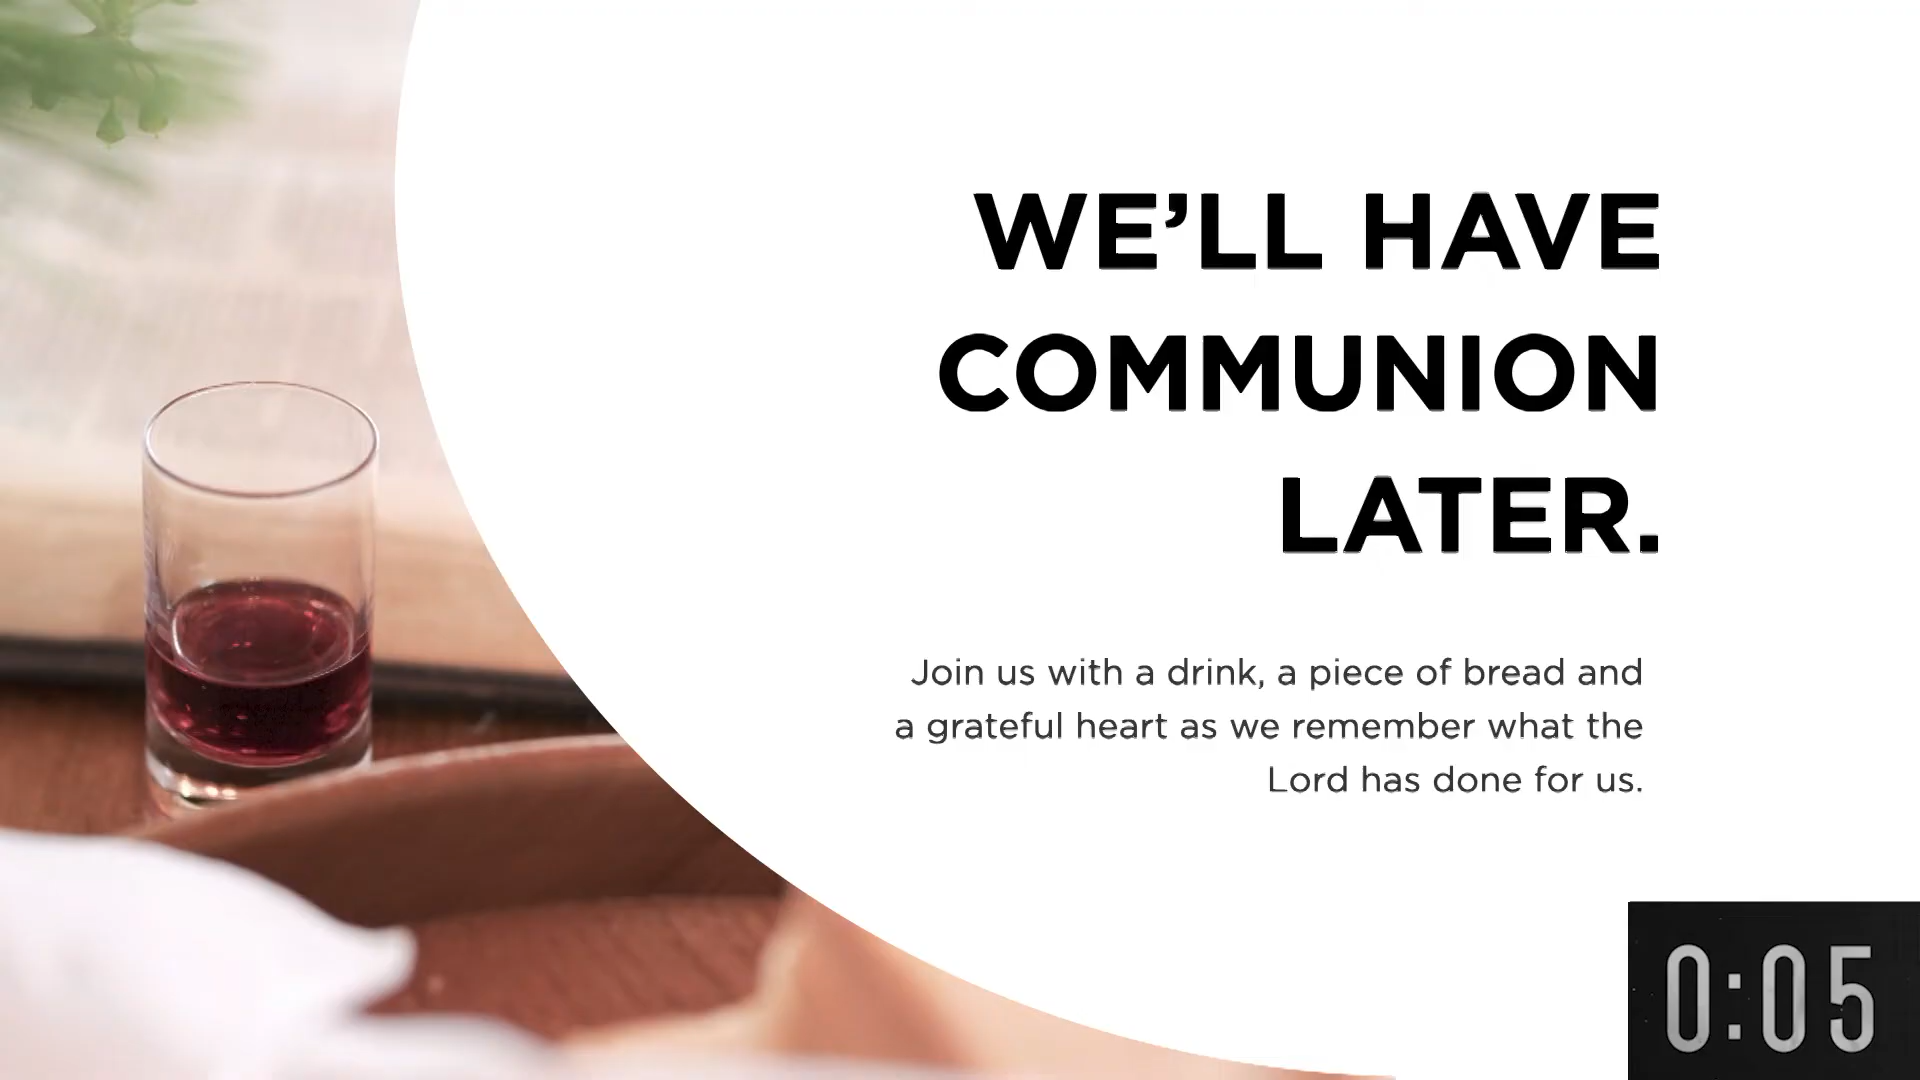 WE’LL HAVE
COMMUNION
LATER.
Join us with a drink, a piece of bread and
a grateful heart as we remember what the
Lord has done for us.
0:05